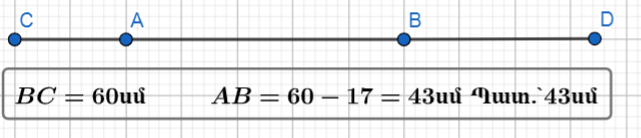 C A B D
BC = 60սմ AB = 60 − 17 = 43սմ Պատ.՝43սմ